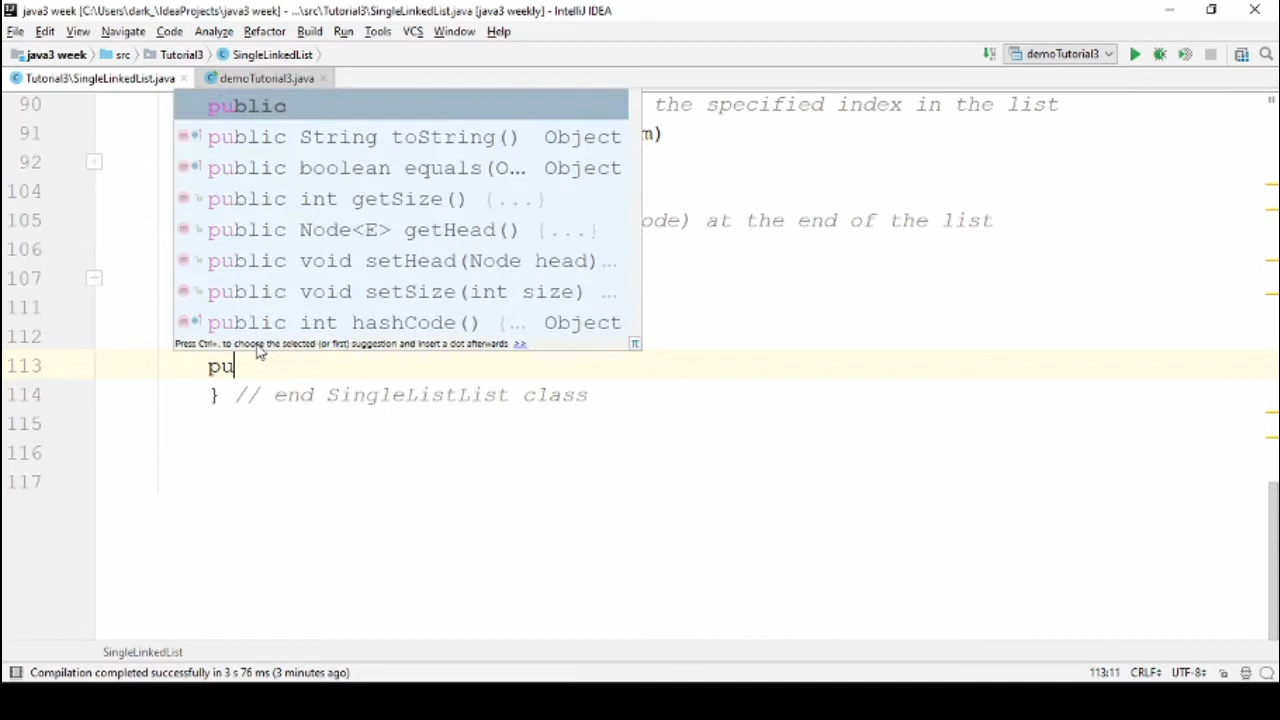 java3 week [C:\Users\dark_\IdeaProjects\java3 week] - ...\src\Tutorial3\SingleLinkedList.java [java3 weekly] - IntelliJ IDEA
File Edit View Navigate Code Analyze Refactor Build Run Tools VCS Window Help
java3 week src Tutorial3 SingleLinkedList demoTutorial3
Tutorial3\SingleLinkedList.java demoTutorial3.java
90 the specified index in the list
public
91 m)
public String toString() Object
92
public boolean equals(O... Object
104
public int getSize() {...}
105 ode) at the end of the list
106
public Node<E> getHead() {...}
107
public void setHead(Node head)...
public void setSize(int size) ...
111
public int hashCode() {... Object
112
Press Ctrl+. to choose the selected (or first) suggestion and insert a dot afterwards >> π
113 pu
114 } // end SingleListList class
115
116
117
SingleLinkedList
Compilation completed successfully in 3 s 76 ms (3 minutes ago) 113:11 CRLF UTF-8